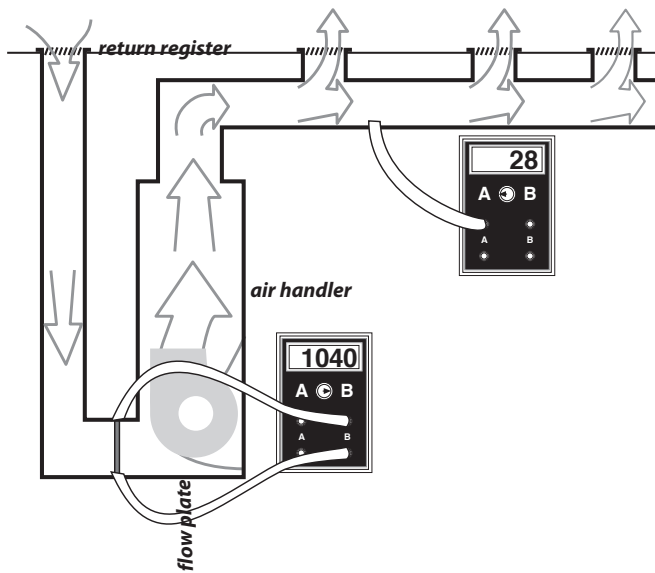 return register
28
A B
A B
air handler
1040
A B
A B
flow plate